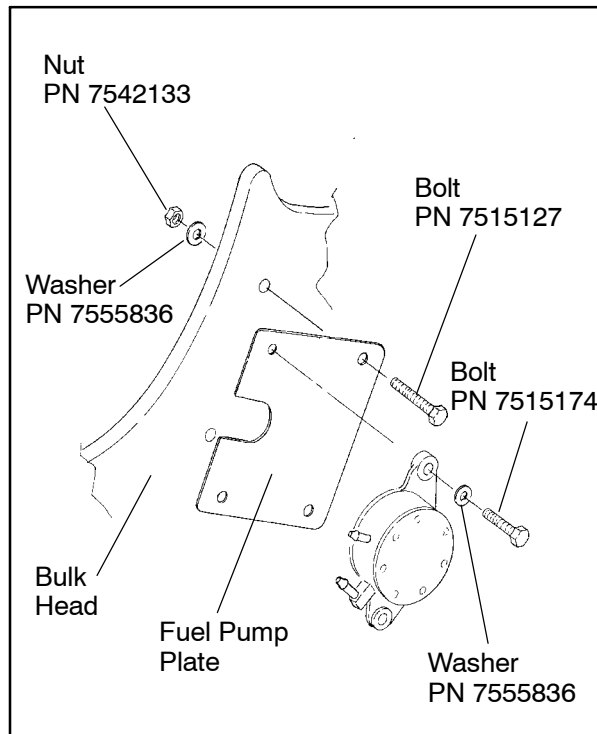 Nut
PN 7542133
Bolt
PN 7515127
Washer
PN 7555836
Bolt
PN 7515174
Bulk
Head
Fuel Pump
Plate
Washer
PN 7555836